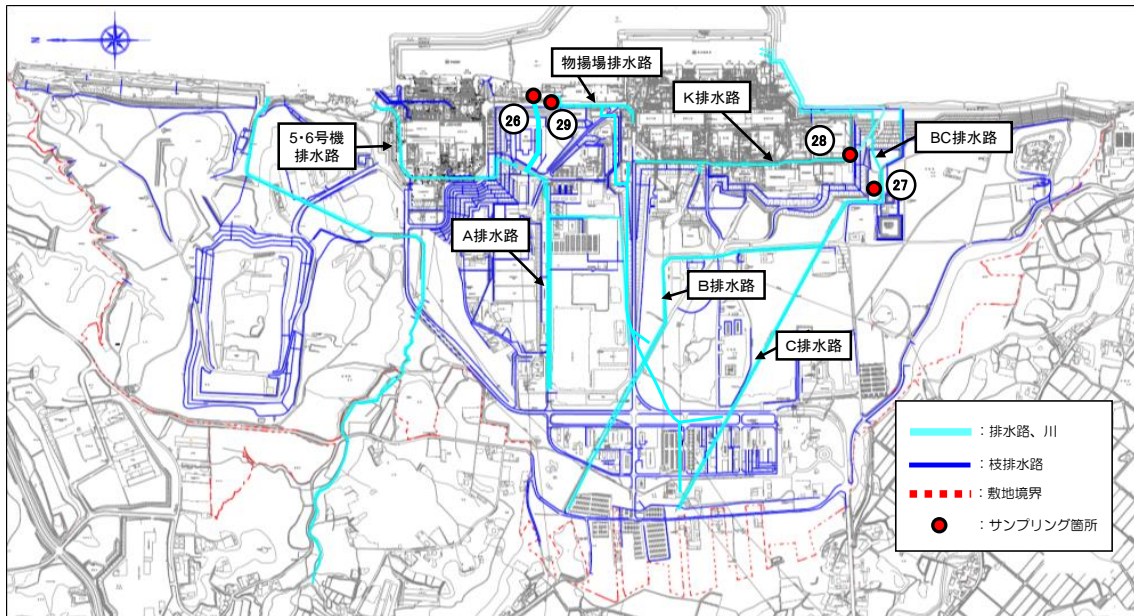 N
物揚場排水路
K排水路
26
29
28
BC排水路
5・6号機
排水路
27
A排水路
B排水路
C排水路
：排水路、川
：枝排水路
：敷地境界
：サンプリング箇所